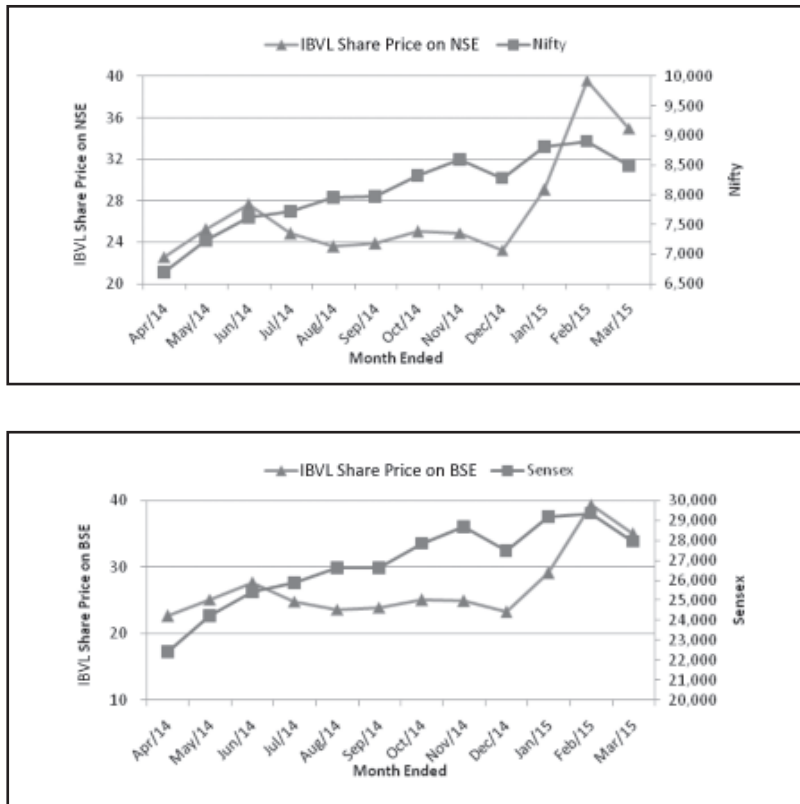 IBVL Share Price on NSE Nifty
IBVL Share Price on NSE
40
36
32
28
24
20
10,000
9,500
9,000
8,500
8,000
7,500
7,000
6,500
Nifty
Apr/14 May/14 Jun/14 Jul/14 Aug/14 Sep/14 Oct/14 Nov/14 Dec/14 Jan/15 Feb/15 Mar/15
Month Ended
IBVL Share Price on BSE Sensex
IBVL Share Price on BSE
40
30
20
10
30,000
29,000
28,000
27,000
26,000
25,000
24,000
23,000
22,000
21,000
20,000
Sensex
Apr/14 May/14 Jun/14 Jul/14 Aug/14 Sep/14 Oct/14 Nov/14 Dec/14 Jan/15 Feb/15 Mar/15
Month Ended